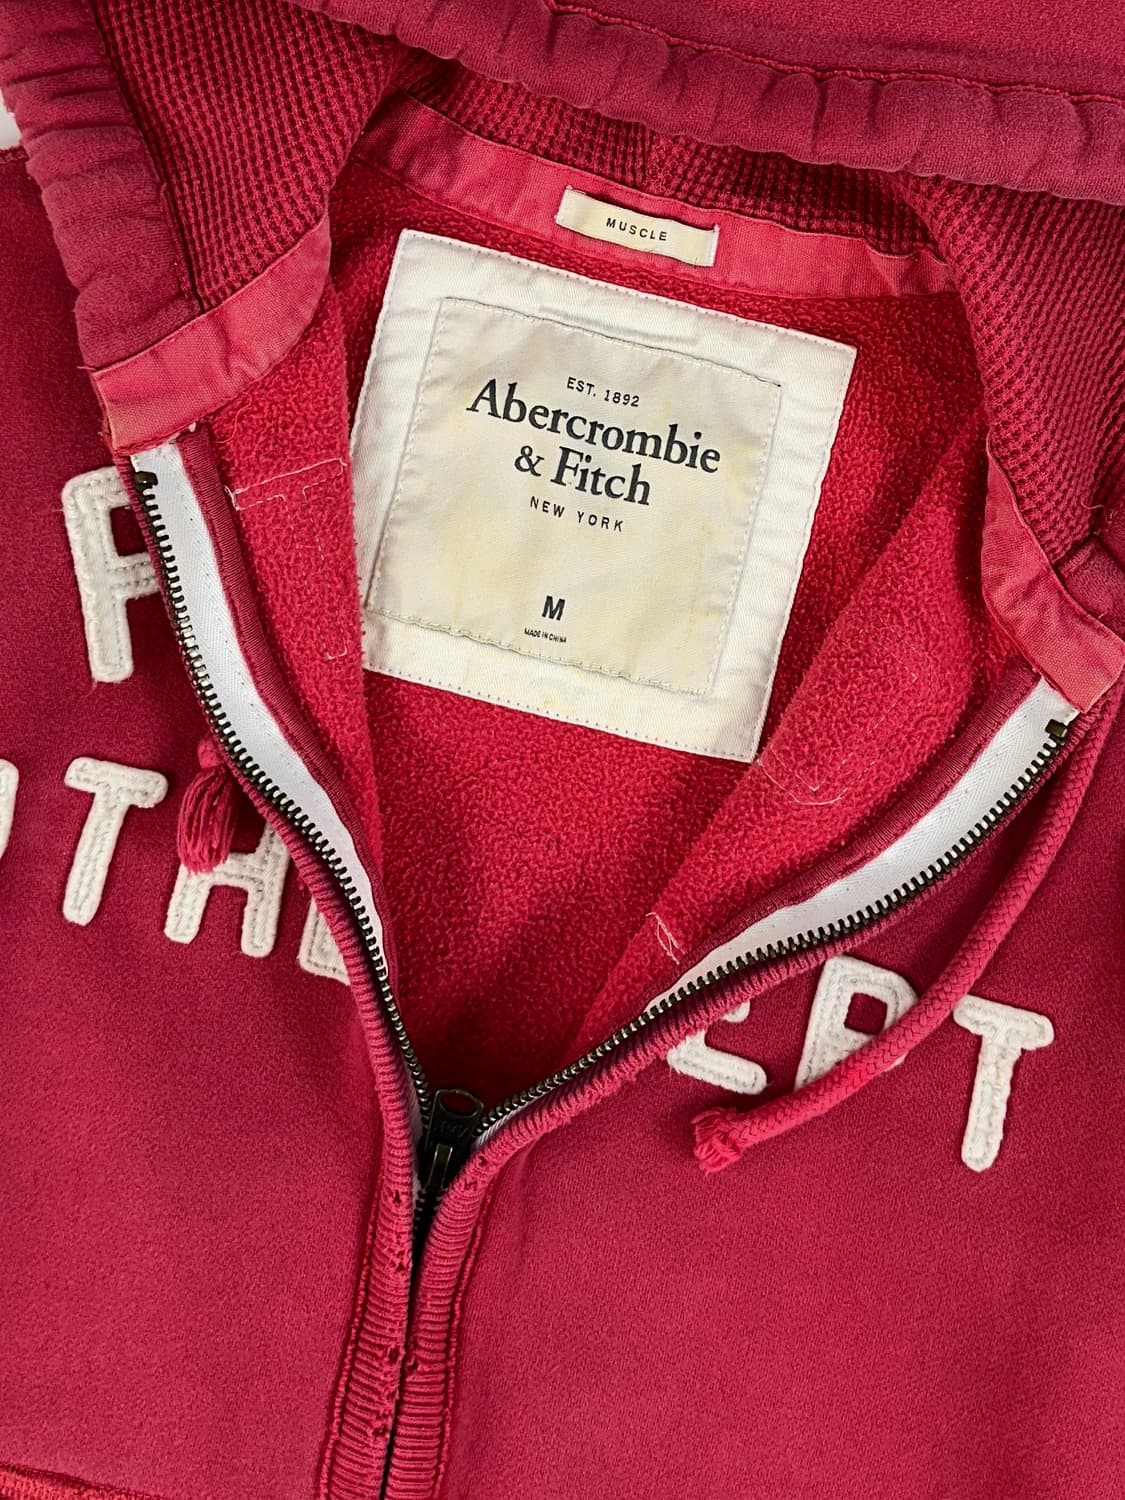 MUSCLE
EST. 1892
Abercrombie
& Fitch
NEW YORK
M
MADE IN CHINA